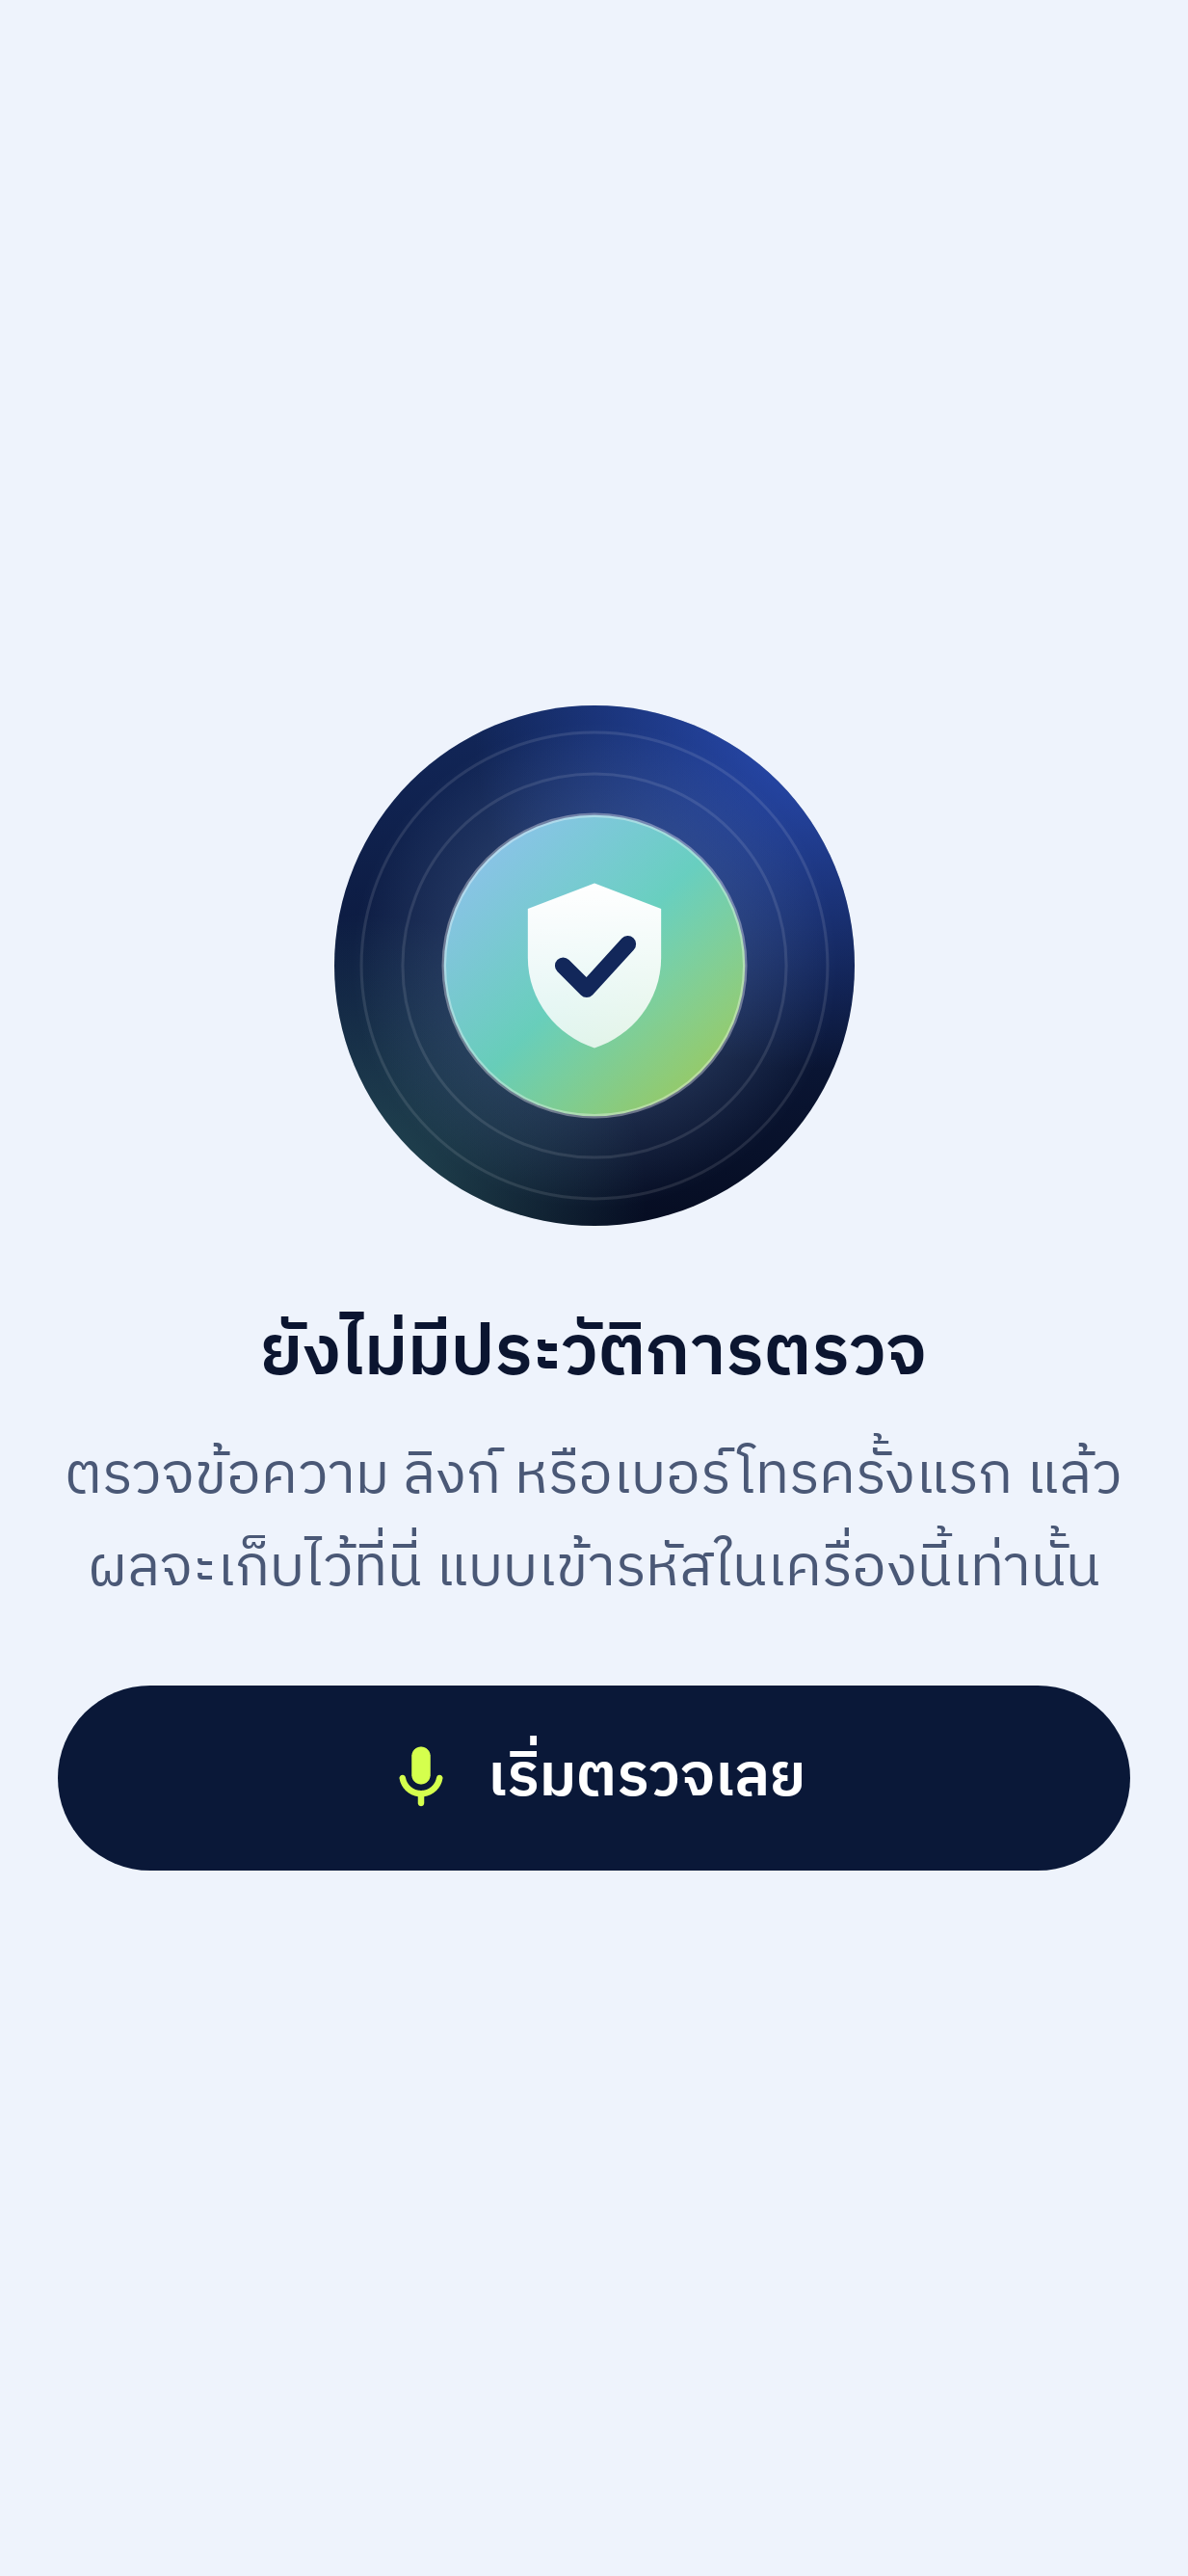 ยังไม่มีประวัติการตรวจ
ตรวจข้อความ ลิงก์ หรือเบอร์โทรครั้งแรก แล้ว
ผลจะเก็บไว้ที่นี่ แบบเข้ารหัสในเครื่องนี้เท่านั้น
เริ่มตรวจเลย